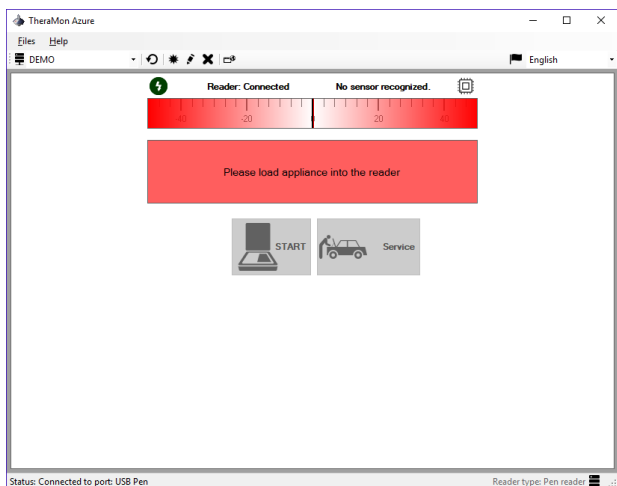 TheraMon Azure
Files Help
DEMO English
Reader: Connected No sensor recognized.
-40 -20 0 20 40
Please load appliance into the reader
START Service
Status: Connected to port: USB Pen Reader type: Pen reader